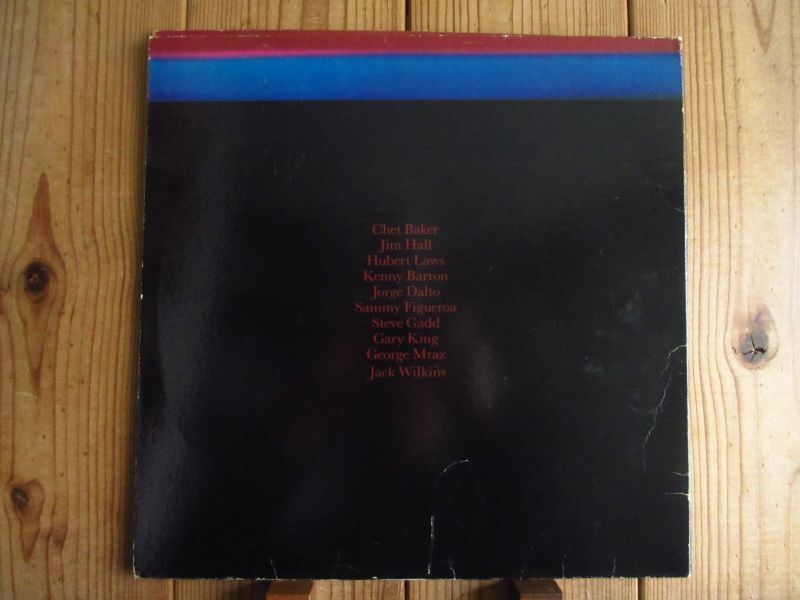 Chet Baker
Jim Hall
Hubert Laws
Kenny Barron
Jorge Dalto
Sammy Figueroa
Steve Gadd
Gary King
George Mraz
Jack Wilkins